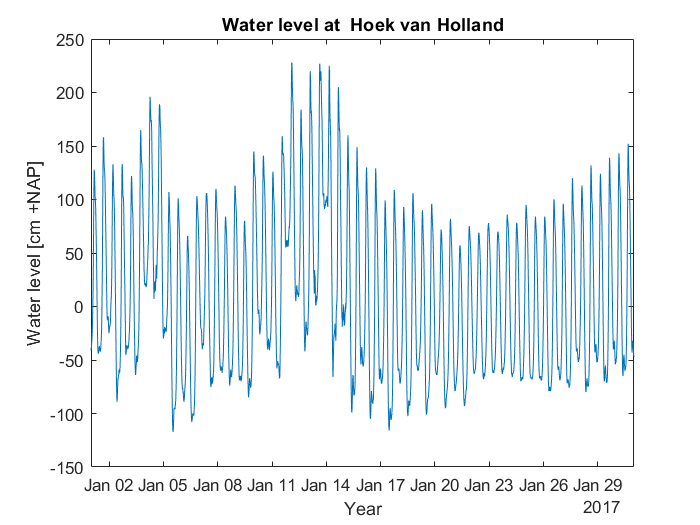 Water level at Hoek van Holland
Water level [cm +NAP]
250
200
150
100
50
0
-50
-100
-150
Jan 02 Jan 05 Jan 08 Jan 11 Jan 14 Jan 17 Jan 20 Jan 23 Jan 26 Jan 29
2017
Year